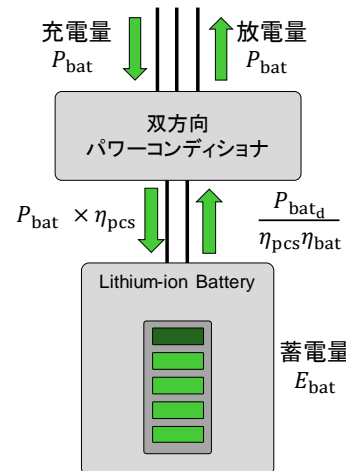 充電量
P_bat
放電量
P_bat
双方向
パワーコンディショナ
P_bat × η_pcs
P_bat_d
η_pcs η_bat
Lithium-ion Battery
蓄電量
E_bat